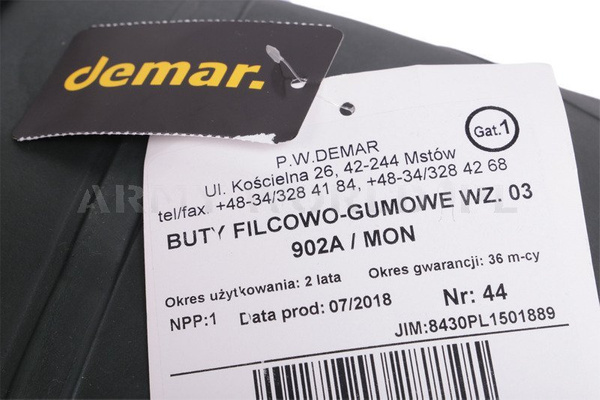 demar.
Gat.1
P.W.DEMAR
Ul. Kościelna 26, 42-244 Mstów
tel/fax. +48-34/328 41 84, +48-34/328 42 68
BUTY FILCOWO-GUMOWE WZ. 03
902A / MON
Okres użytkowania: 2 lata Okres gwarancji: 36 m-cy
NPP:1 Data prod: 07/2018 Nr: 44
JIM:8430PL1501889